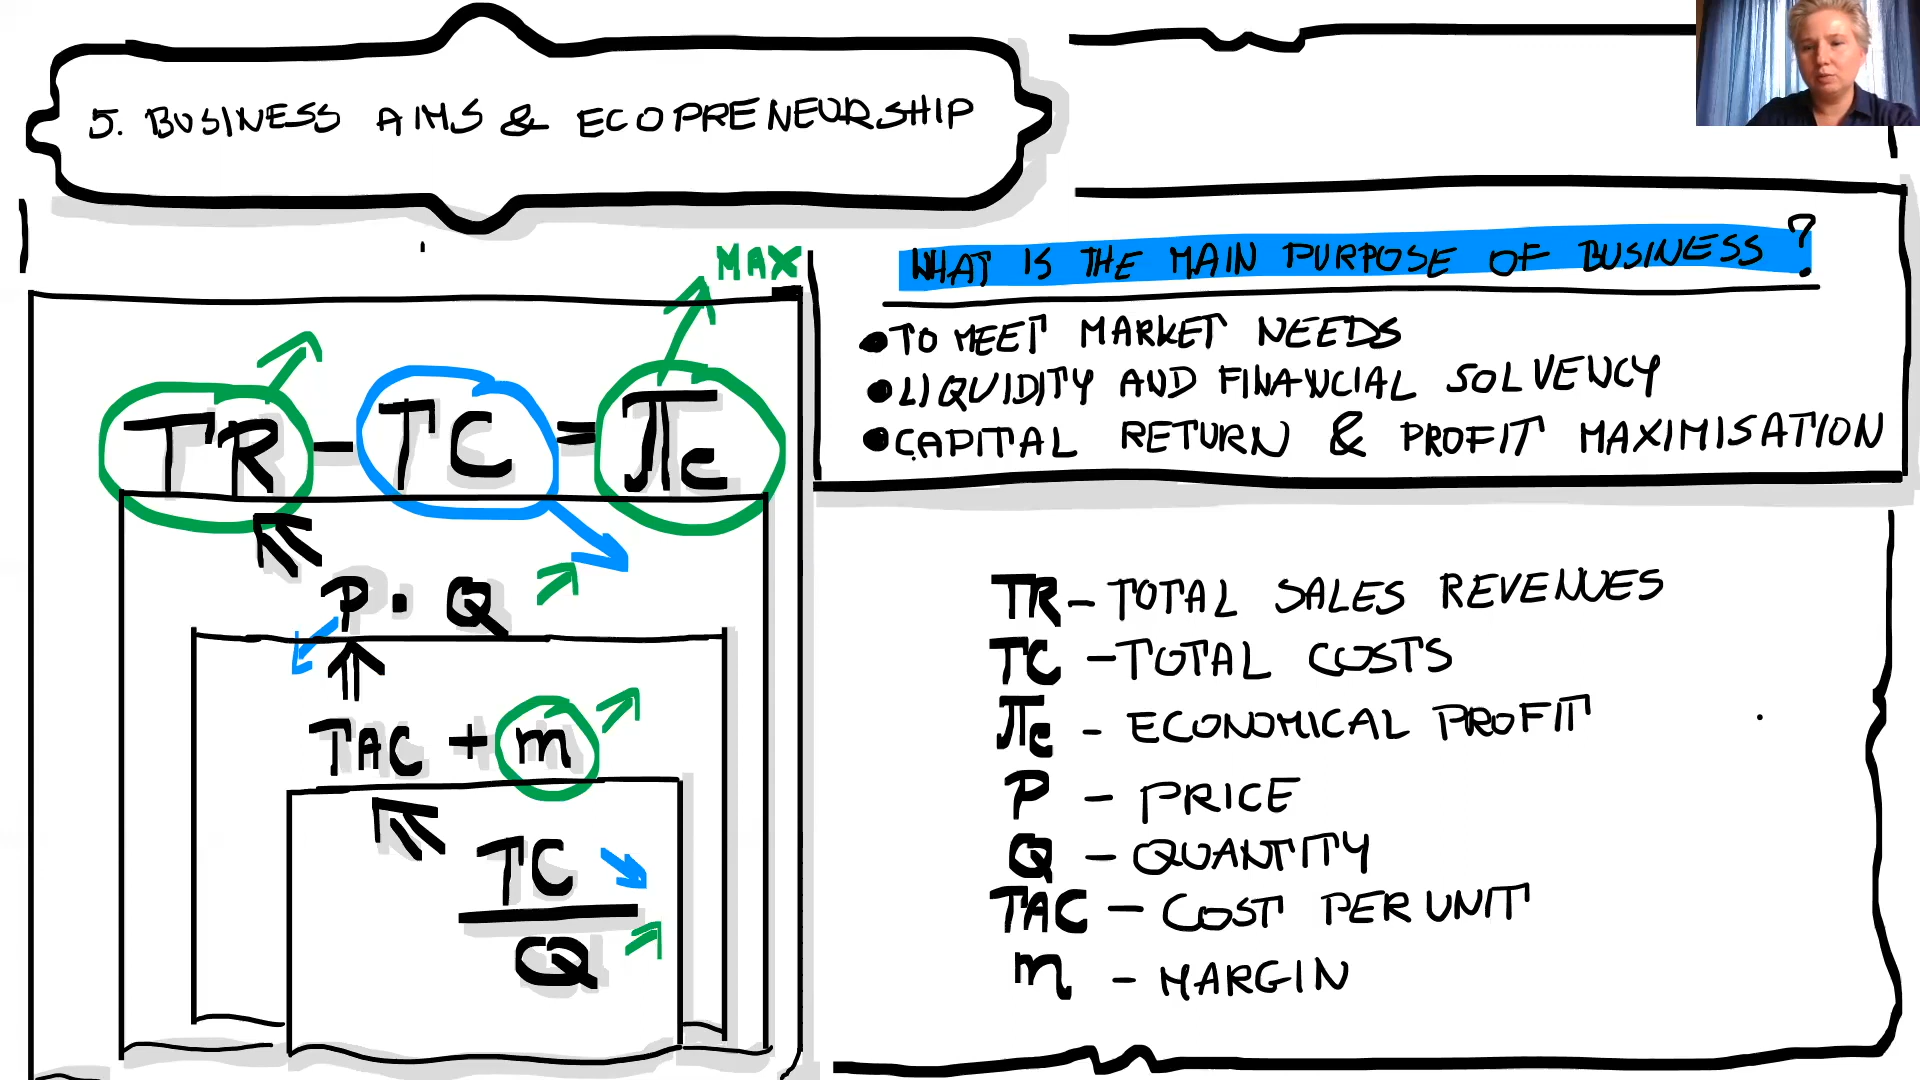 5. BUSINESS AIMS & ECOPRENEURSHIP
MAX
TR - TC = πe
P · Q
TAC + m
TC
Q
WHAT IS THE MAIN PURPOSE OF BUSINESS?
• TO MEET MARKET NEEDS
• LIQUIDITY AND FINANCIAL SOLVENCY
• CAPITAL RETURN & PROFIT MAXIMISATION
TR - TOTAL SALES REVENUES
TC - TOTAL COSTS
πe - ECONOMICAL PROFIT
P - PRICE
Q - QUANTITY
TAC - COST PER UNIT
m - MARGIN